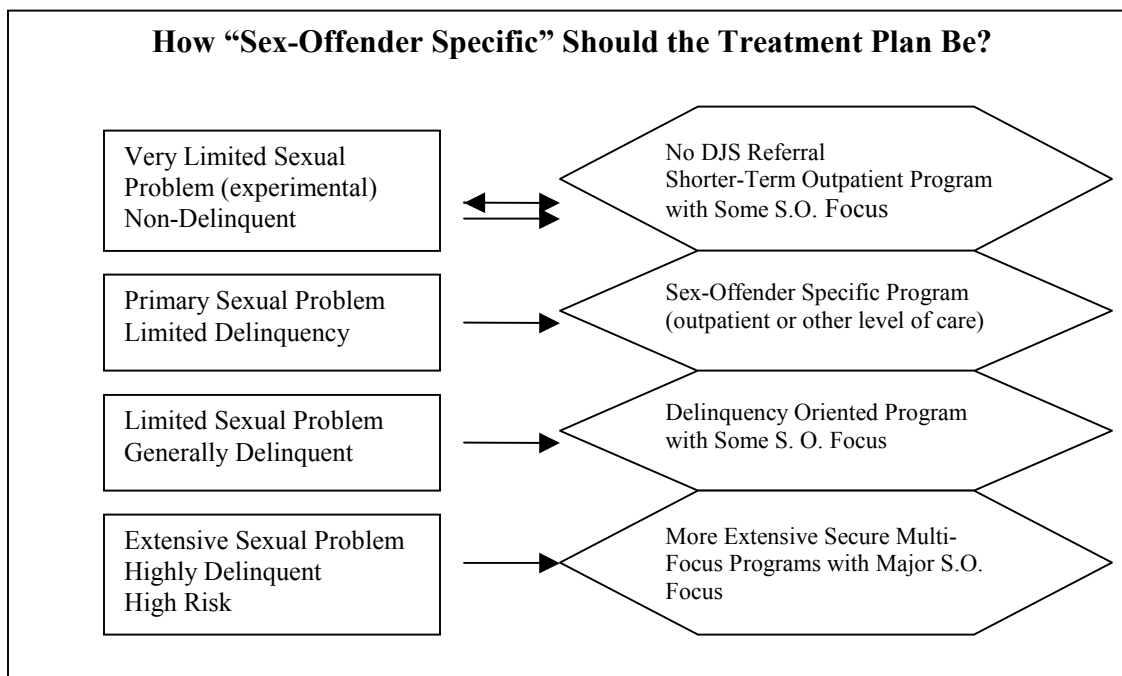 How “Sex-Offender Specific” Should the Treatment Plan Be?
Very Limited Sexual
Problem (experimental)
Non-Delinquent
No DJS Referral
Shorter-Term Outpatient Program
with Some S.O. Focus
Primary Sexual Problem
Limited Delinquency
Sex-Offender Specific Program
(outpatient or other level of care)
Limited Sexual Problem
Generally Delinquent
Delinquency Oriented Program
with Some S. O. Focus
Extensive Sexual Problem
Highly Delinquent
High Risk
More Extensive Secure Multi-
Focus Programs with Major S.O.
Focus